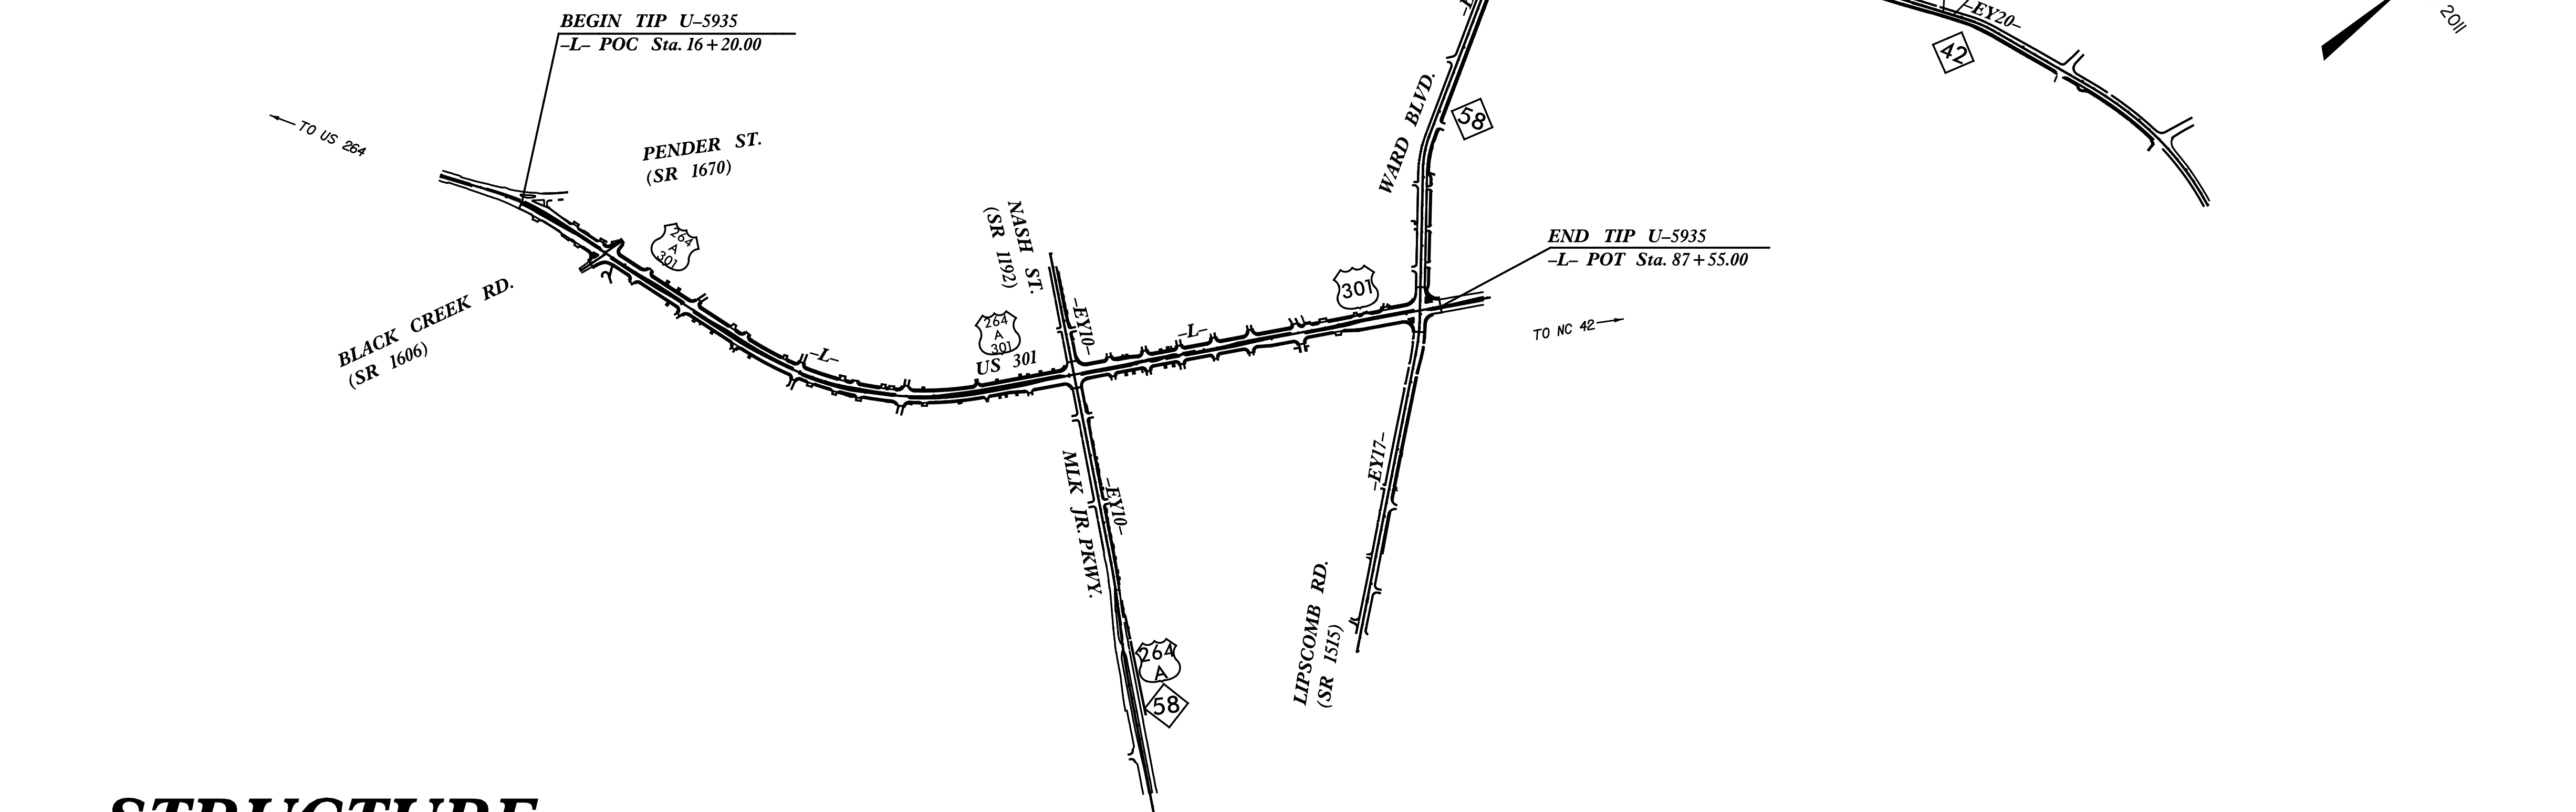 BEGIN TIP U–5935
–L– POC Sta. 16+20.00
–EY20–
2011
42
TO US 264
PENDER ST.
(SR 1670)
WARD BLVD.
58
264
A
301
NASH ST.
(SR 1192)
END TIP U–5935
–L– POT Sta. 87+55.00
301
BLACK CREEK RD.
(SR 1606)
–L–
264
A
301
US 301
–EY10–
–L–
TO NC 42
MLK JR. PKWY.
–EY10–
–EY17–
LIPSCOMB RD.
(SR 1515)
264
A
58
STRUCTURE